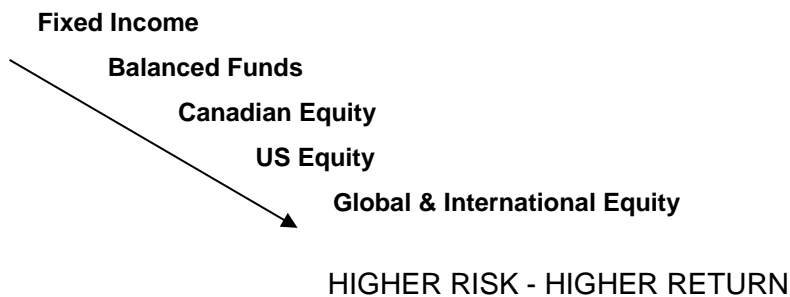 Fixed Income
Balanced Funds
Canadian Equity
US Equity
Global & International Equity
HIGHER RISK - HIGHER RETURN